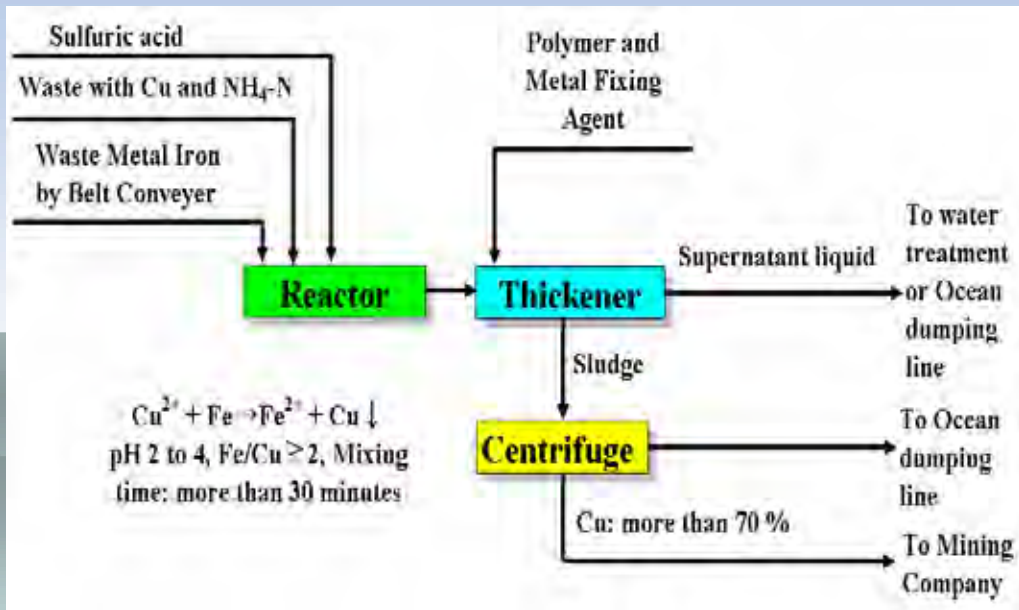 Sulfuric acid
Waste with Cu and NH₄-N
Waste Metal Iron
by Belt Conveyer
Polymer and
Metal Fixing
Agent
Reactor
Thickener
Supernatant liquid
To water
treatment
or Ocean
dumping
line
Sludge
Cu²⁺ + Fe → Fe²⁺ + Cu ↓
pH 2 to 4, Fe/Cu > 2, Mixing
time: more than 30 minutes
Centrifuge
To Ocean
dumping
line
Cu: more than 70 %
To Mining
Company